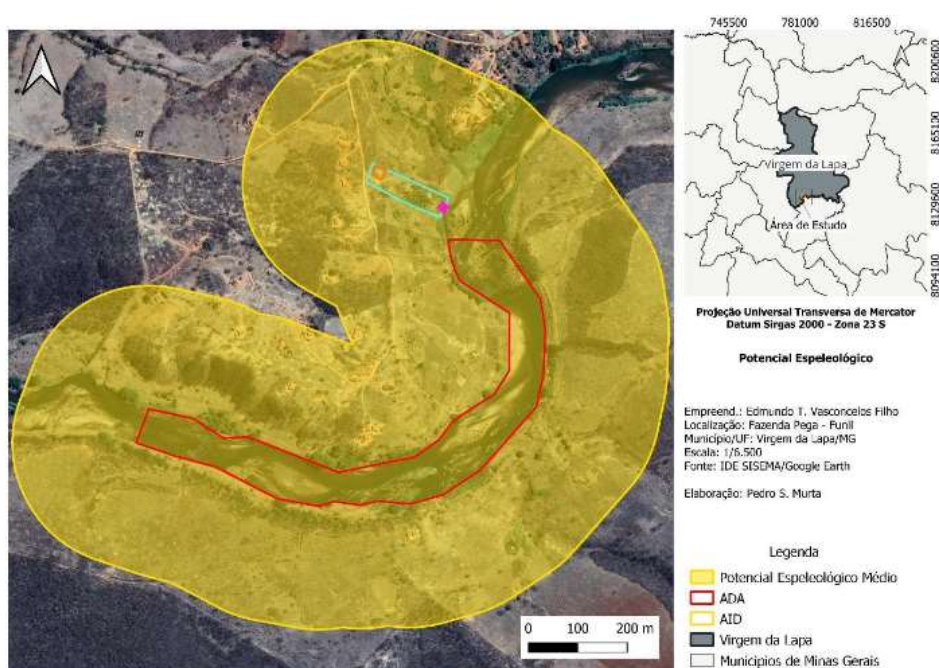 745500 781000 816500
8200600
8165100
8129600
8094100
Virgem da Lapa
Área de Estudo
Projeção Universal Transversa de Mercator
Datum Sirgas 2000 - Zona 23 S
Potencial Espeleológico
Empreend.: Edmundo T. Vasconcelos Filho
Localização: Fazenda Pega - Funil
Município/UF: Virgem da Lapa/MG
Escala: 1/6.500
Fonte: IDE SISEMA/Google Earth
Elaboração: Pedro S. Murta
Legenda
Potencial Espeleológico Médio
ADA
AID
Virgem da Lapa
Municípios de Minas Gerais
0 100 200 m